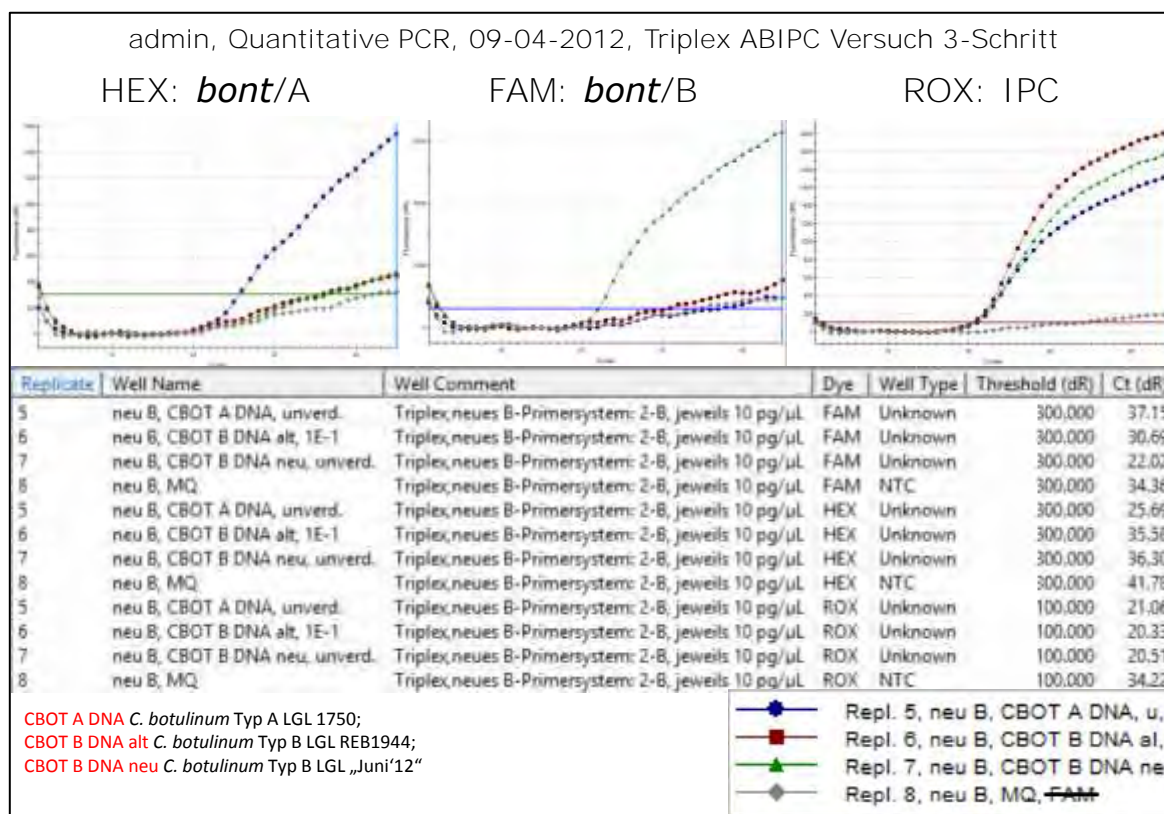 admin, Quantitative PCR, 09-04-2012, Triplex ABIPC Versuch 3-Schritt
HEX: bont/A FAM: bont/B ROX: IPC
Replicate Well Name Well Comment Dye Well Type Threshold (dR) Ct (dR
5 neu B, CBOT A DNA, unverd. Triplex,neues B-Primersystem: 2-B, jeweils 10 pg/µL FAM Unknown 300.000 37.15
6 neu B, CBOT B DNA alt, 1E-1 Triplex,neues B-Primersystem: 2-B, jeweils 10 pg/µL FAM Unknown 300.000 30.69
7 neu B, CBOT B DNA neu, unverd. Triplex,neues B-Primersystem: 2-B, jeweils 10 pg/µL FAM Unknown 300.000 22.02
8 neu B, MQ Triplex,neues B-Primersystem: 2-B, jeweils 10 pg/µL FAM NTC 300.000 34.36
5 neu B, CBOT A DNA, unverd. Triplex,neues B-Primersystem: 2-B, jeweils 10 pg/µL HEX Unknown 300.000 25.69
6 neu B, CBOT B DNA alt, 1E-1 Triplex,neues B-Primersystem: 2-B, jeweils 10 pg/µL HEX Unknown 300.000 35.58
7 neu B, CBOT B DNA neu, unverd. Triplex,neues B-Primersystem: 2-B, jeweils 10 pg/µL HEX Unknown 300.000 36.30
8 neu B, MQ Triplex,neues B-Primersystem: 2-B, jeweils 10 pg/µL HEX NTC 300.000 41.78
5 neu B, CBOT A DNA, unverd. Triplex,neues B-Primersystem: 2-B, jeweils 10 pg/µL ROX Unknown 100.000 21.06
6 neu B, CBOT B DNA alt, 1E-1 Triplex,neues B-Primersystem: 2-B, jeweils 10 pg/µL ROX Unknown 100.000 20.33
7 neu B, CBOT B DNA neu, unverd. Triplex,neues B-Primersystem: 2-B, jeweils 10 pg/µL ROX Unknown 100.000 20.51
8 neu B, MQ Triplex,neues B-Primersystem: 2-B, jeweils 10 pg/µL ROX NTC 100.000 34.22
CBOT A DNA C. botulinum Typ A LGL 1750;
CBOT B DNA alt C. botulinum Typ B LGL REB1944;
CBOT B DNA neu C. botulinum Typ B LGL „Juni‘12“
Repl. 5, neu B, CBOT A DNA, u,
Repl. 6, neu B, CBOT B DNA al,
Repl. 7, neu B, CBOT B DNA ne
Repl. 8, neu B, MQ, FAM